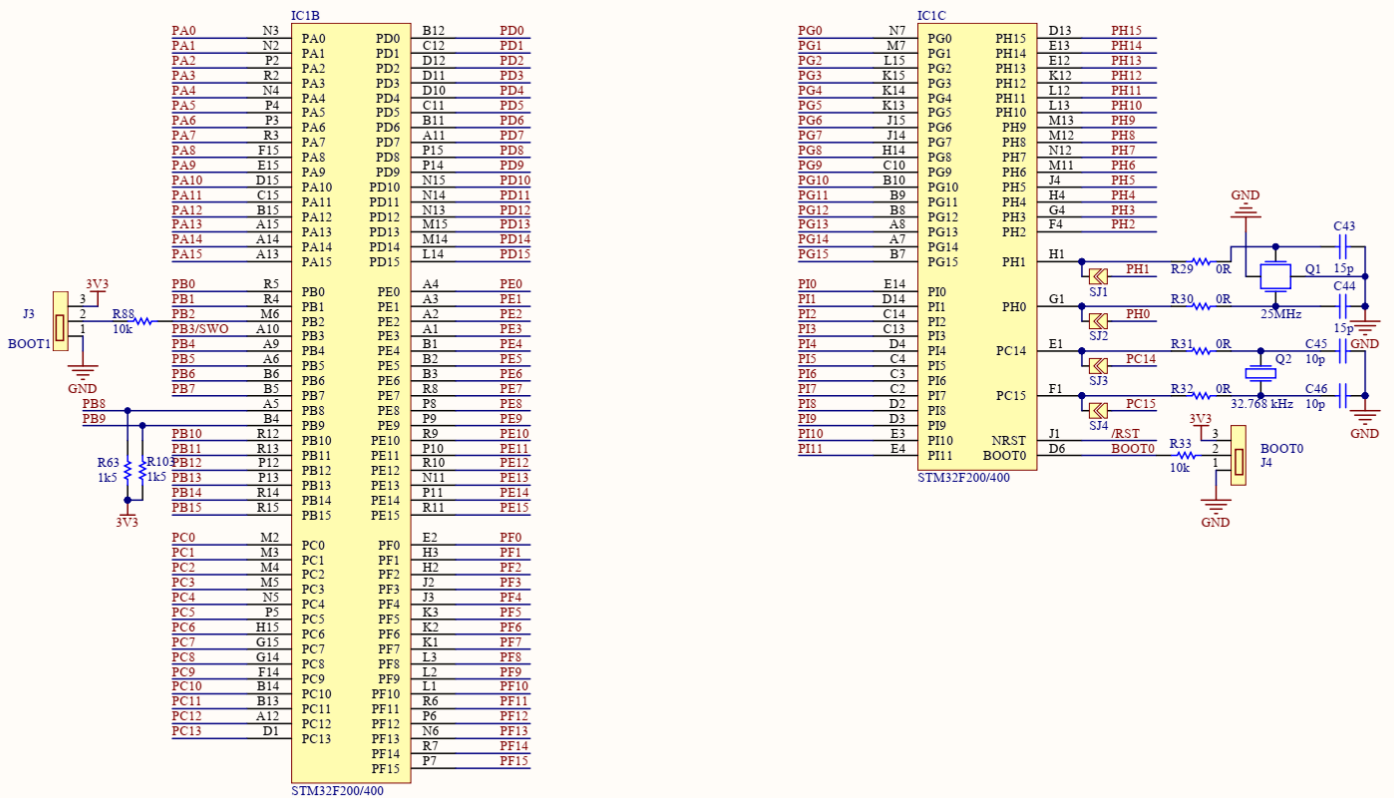 IC1B
PA0 N3 PA0 PD0 B12 PD0
PA1 N2 PA1 PD1 C12 PD1
PA2 P2 PA2 PD2 D12 PD2
PA3 R2 PA3 PD3 D11 PD3
PA4 N4 PA4 PD4 D10 PD4
PA5 P4 PA5 PD5 C11 PD5
PA6 P3 PA6 PD6 B11 PD6
PA7 R3 PA7 PD7 A11 PD7
PA8 F15 PA8 PD8 P15 PD8
PA9 E15 PA9 PD9 P14 PD9
PA10 D15 PA10 PD10 N15 PD10
PA11 C15 PA11 PD11 N14 PD11
PA12 B15 PA12 PD12 N13 PD12
PA13 A15 PA13 PD13 M15 PD13
PA14 A14 PA14 PD14 M14 PD14
PA15 A13 PA15 PD15 L14 PD15
PB0 R5 PB0 PE0 A4 PE0
PB1 R4 PB1 PE1 A3 PE1
PB2 M6 PB2 PE2 A2 PE2
PB3/SWO A10 PB3 PE3 A1 PE3
PB4 A9 PB4 PE4 B1 PE4
PB5 A6 PB5 PE5 B2 PE5
PB6 B6 PB6 PE6 B3 PE6
PB7 B5 PB7 PE7 R8 PE7
PB8 A5 PB8 PE8 P8 PE8
PB9 B4 PB9 PE9 P9 PE9
PB10 R12 PB10 PE10 R9 PE10
PB11 R13 PB11 PE11 P10 PE11
PB12 P12 PB12 PE12 R10 PE12
PB13 P13 PB13 PE13 N11 PE13
PB14 R14 PB14 PE14 P11 PE14
PB15 R15 PB15 PE15 R11 PE15
PC0 M2 PC0 PF0 E2 PF0
PC1 M3 PC1 PF1 H3 PF1
PC2 M4 PC2 PF2 H2 PF2
PC3 M5 PC3 PF3 J2 PF3
PC4 N5 PC4 PF4 J3 PF4
PC5 P5 PC5 PF5 K3 PF5
PC6 H15 PC6 PF6 K2 PF6
PC7 G15 PC7 PF7 K1 PF7
PC8 G14 PC8 PF8 L3 PF8
PC9 F14 PC9 PF9 L2 PF9
PC10 B14 PC10 PF10 L1 PF10
PC11 B13 PC11 PF11 R6 PF11
PC12 A12 PC12 PF12 P6 PF12
PC13 D1 PC13 PF13 N6 PF13
PF14 R7 PF14
PF15 P7 PF15
STM32F200/400
3V3
J3
3
2
1
BOOT1
R88
10k
GND
R63
1k5
R103
1k5
3V3
IC1C
PG0 N7 PG0 PH15 D13 PH15
PG1 M7 PG1 PH14 E13 PH14
PG2 L15 PG2 PH13 E12 PH13
PG3 K15 PG3 PH12 K12 PH12
PG4 K14 PG4 PH11 L12 PH11
PG5 K13 PG5 PH10 L13 PH10
PG6 J15 PG6 PH9 M13 PH9
PG7 J14 PG7 PH8 M12 PH8
PG8 H14 PG8 PH7 N12 PH7
PG9 C10 PG9 PH6 M11 PH6
PG10 B10 PG10 PH5 J4 PH5
PG11 B9 PG11 PH4 H4 PH4
PG12 B8 PG12 PH3 G4 PH3
PG13 A8 PG13 PH2 F4 PH2
PG14 A7 PG14
PG15 B7 PG15 PH1 H1
PI0 E14 PI0
PI1 D14 PI1 PH0 G1
PI2 C14 PI2
PI3 C13 PI3
PI4 D4 PI4 PC14 E1
PI5 C4 PI5
PI6 C3 PI6
PI7 C2 PI7 PC15 F1
PI8 D2 PI8
PI9 D3 PI9
PI10 E3 PI10 NRST J1 /RST
PI11 E4 PI11 BOOT0 D6 BOOT0
STM32F200/400
GND
R29 0R
PH1
SJ1
R30 0R
PH0
SJ2
R31 0R
PC14
SJ3
R32 0R
PC15
SJ4
Q1
25MHz
C43
15p
C44
15p
GND
Q2
32.768 kHz
C45
10p
C46
10p
GND
3V3
R33
10k
3
2
1
BOOT0
J4
GND